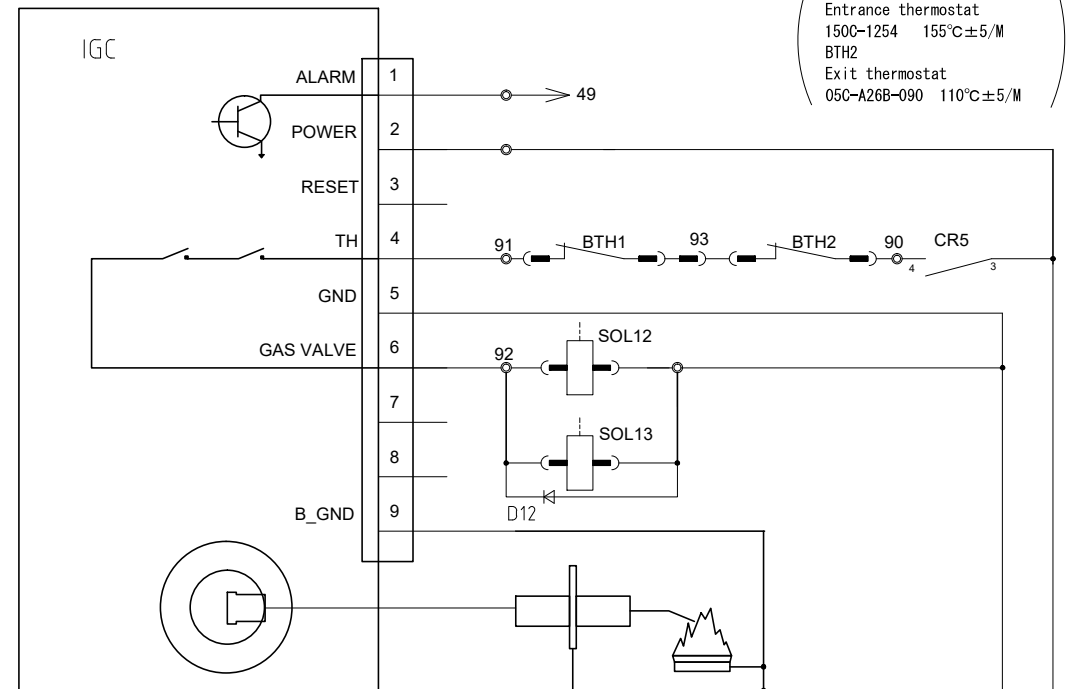 Entrance thermostat
150C-1254 155℃±5/M
BTH2
Exit thermostat
05C-A26B-090 110℃±5/M
IGC
ALARM 1
49
POWER 2
RESET 3
TH 4
91 BTH1 93 BTH2 90 CR5
4 3
GND 5
GAS VALVE 6
92 SOL12
7
SOL13
8
D12
B_GND 9